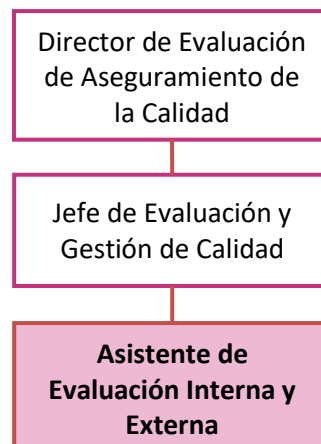 Director de Evaluación
de Aseguramiento de
la Calidad
Jefe de Evaluación y
Gestión de Calidad
Asistente de
Evaluación Interna y
Externa